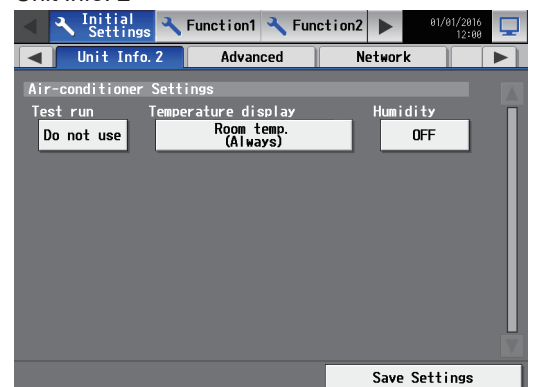 Unit Info. 2
Initial
Settings
Function1
Function2
01/01/2016
12:00
Unit Info. 2
Advanced
Network
Air-conditioner Settings
Test run
Temperature display
Humidity
Do not use
Room temp.
(Always)
OFF
Save Settings